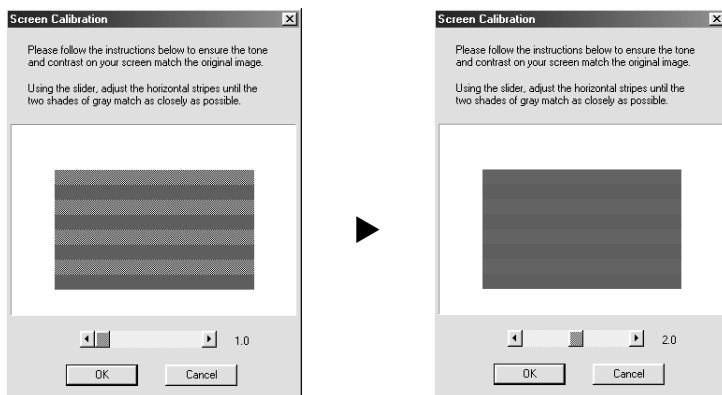 Screen Calibration
Please follow the instructions below to ensure the tone
and contrast on your screen match the original image.
Using the slider, adjust the horizontal stripes until the
two shades of gray match as closely as possible.
1.0
OK
Cancel
Screen Calibration
Please follow the instructions below to ensure the tone
and contrast on your screen match the original image.
Using the slider, adjust the horizontal stripes until the
two shades of gray match as closely as possible.
2.0
OK
Cancel